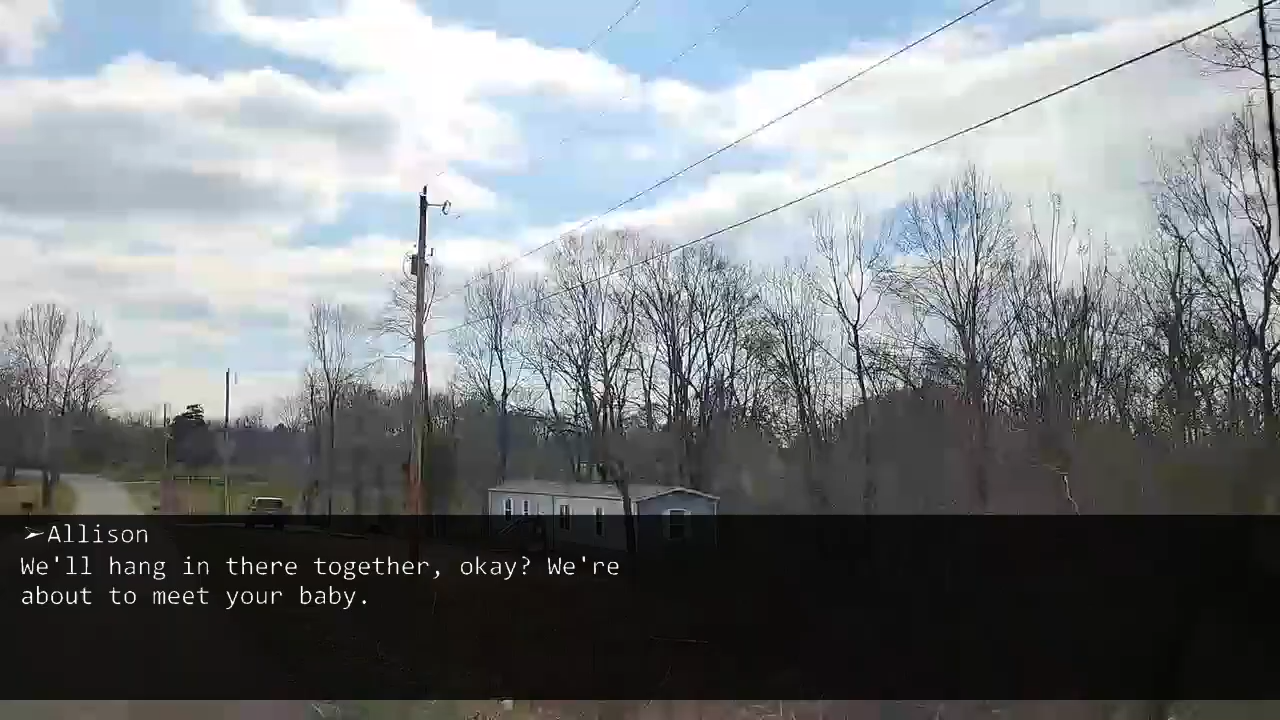 ➢Allison
We'll hang in there together, okay? We're
about to meet your baby.